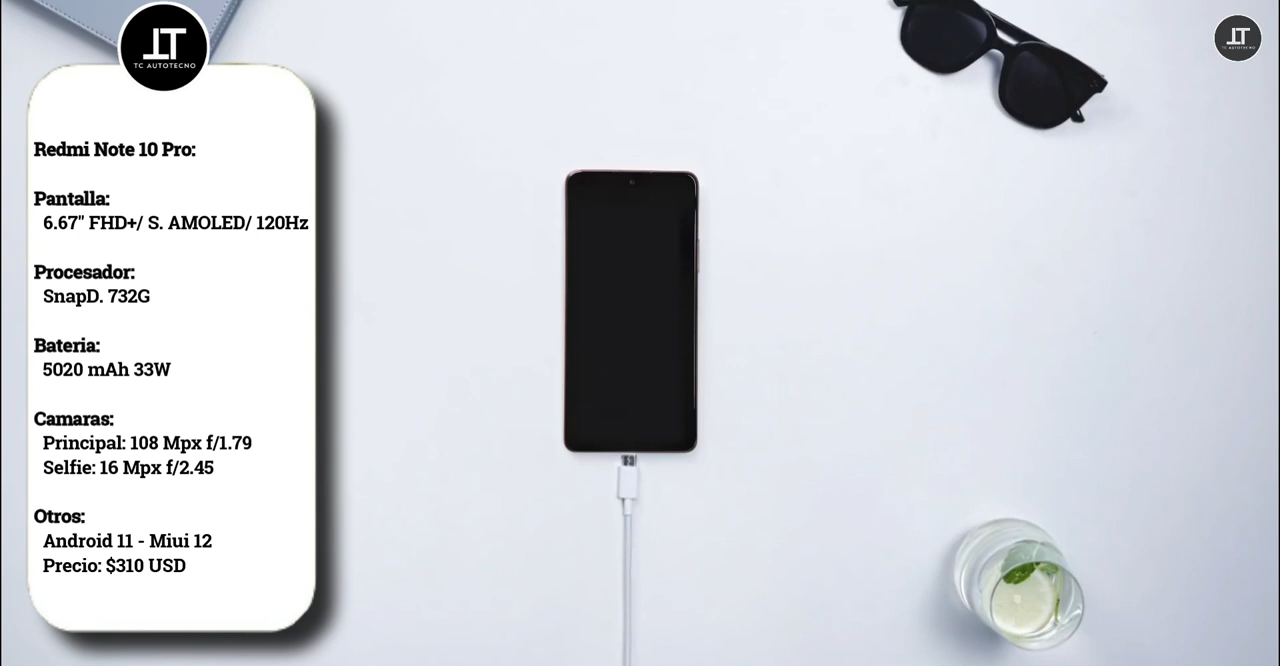 TC AUTOTECNO
Redmi Note 10 Pro:
Pantalla:
6.67" FHD+/ S. AMOLED/ 120Hz
Procesador:
SnapD. 732G
Bateria:
5020 mAh 33W
Camaras:
Principal: 108 Mpx f/1.79
Selfie: 16 Mpx f/2.45
Otros:
Android 11 - Miui 12
Precio: $310 USD
TC AUTOTECNO